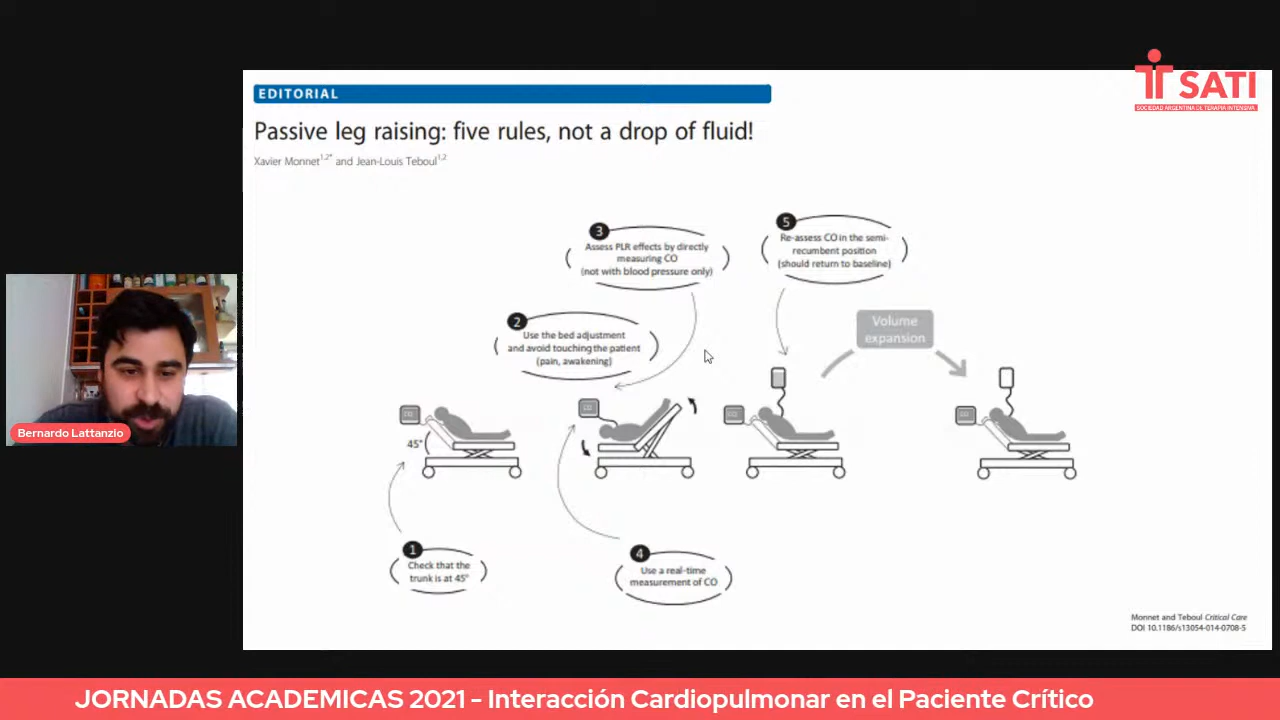 SATI
SOCIEDAD ARGENTINA DE TERAPIA INTENSIVA
EDITORIAL
Passive leg raising: five rules, not a drop of fluid!
Xavier Monnet1,2* and Jean-Louis Teboul1,2
3
Assess PLR effects by directly
measuring CO
(not with blood pressure only)
5
Re-assess CO in the semi-
recumbent position
(should return to baseline)
2
Use the bed adjustment
and avoid touching the patient
(pain, awakening)
Volume
expansion
CO
CO
CO
CO
45°
1
Check that the
trunk is at 45°
4
Use a real-time
measurement of CO
Monnet and Teboul Critical Care
DOI 10.1186/s13054-014-0708-5
Bernardo Lattanzio
JORNADAS ACADEMICAS 2021 - Interacción Cardiopulmonar en el Paciente Crítico